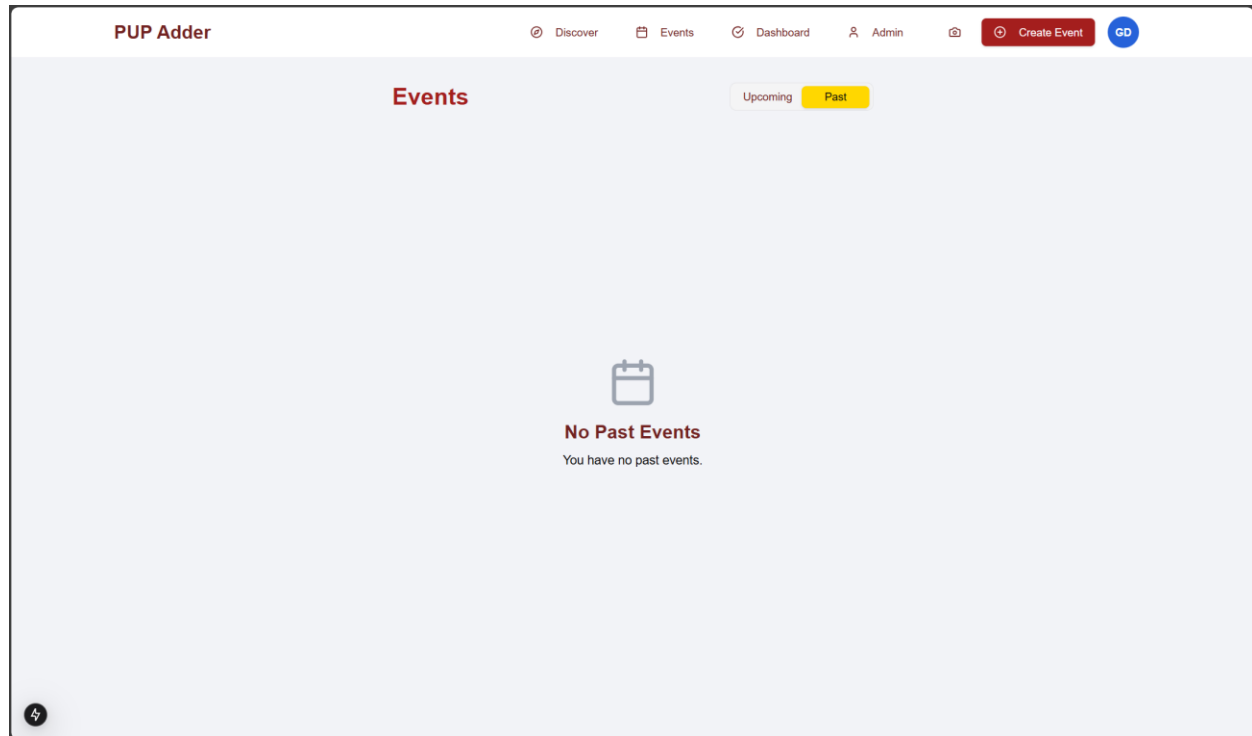 PUP Adder
Discover
Events
Dashboard
Admin
Create Event
GD
Events
Upcoming
Past
No Past Events
You have no past events.